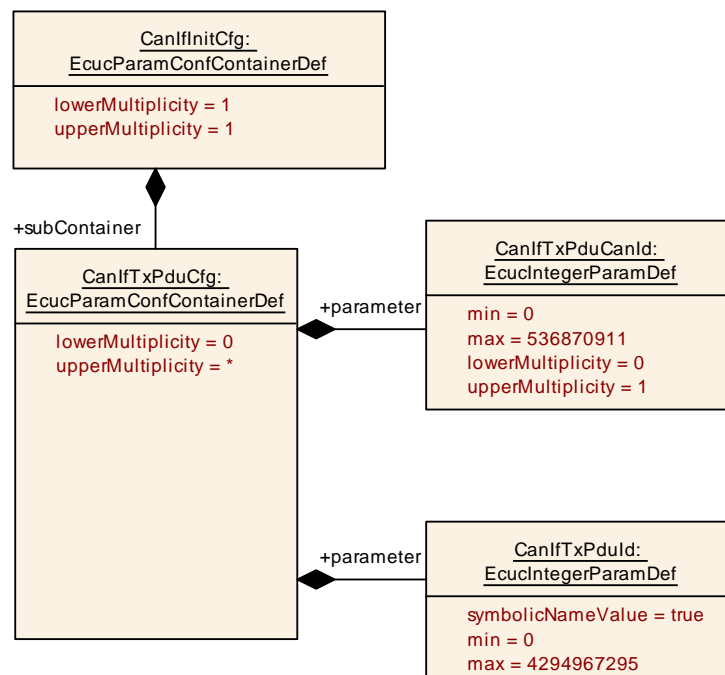 CanIfInitCfg:
EcucParamConfContainerDef
lowerMultiplicity = 1
upperMultiplicity = 1
+subContainer
CanIfTxPduCfg:
EcucParamConfContainerDef
lowerMultiplicity = 0
upperMultiplicity = *
+parameter
CanIfTxPduCanId:
EcucIntegerParamDef
min = 0
max = 536870911
lowerMultiplicity = 0
upperMultiplicity = 1
+parameter
CanIfTxPduId:
EcucIntegerParamDef
symbolicNameValue = true
min = 0
max = 4294967295